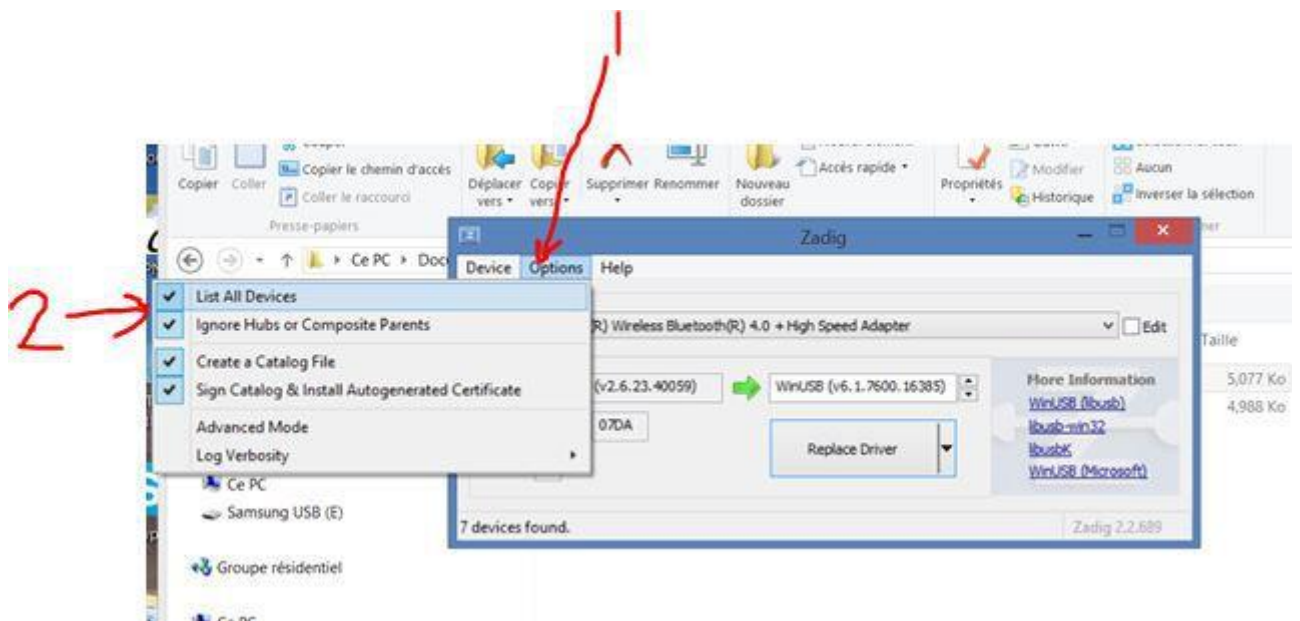 1
Copier
Coller
Copier le chemin d'accès
Coller le raccourci
Presse-papiers
Déplacer vers
Copier vers
Supprimer
Renommer
Nouveau dossier
Accès rapide
Propriétés
Modifier
Historique
Aucun
Inverser la sélection
Zadig
Ce PC
Device Options Help
2
List All Devices
Ignore Hubs or Composite Parents
Create a Catalog File
Sign Catalog & Install Autogenerated Certificate
Advanced Mode
Log Verbosity
(R) Wireless Bluetooth(R) 4.0 + High Speed Adapter
Edit
Taille
(v2.6.23.40059)
WinUSB (v6.1.7600.16385)
07DA
Replace Driver
More Information
WinUSB (libusb)
libusb-win32
libusbK
WinUSB (Microsoft)
5,077 Ko
4,988 Ko
7 devices found.
Zadig 2.2.689
Ce PC
Samsung USB (E)
Groupe résidentiel
Ce PC